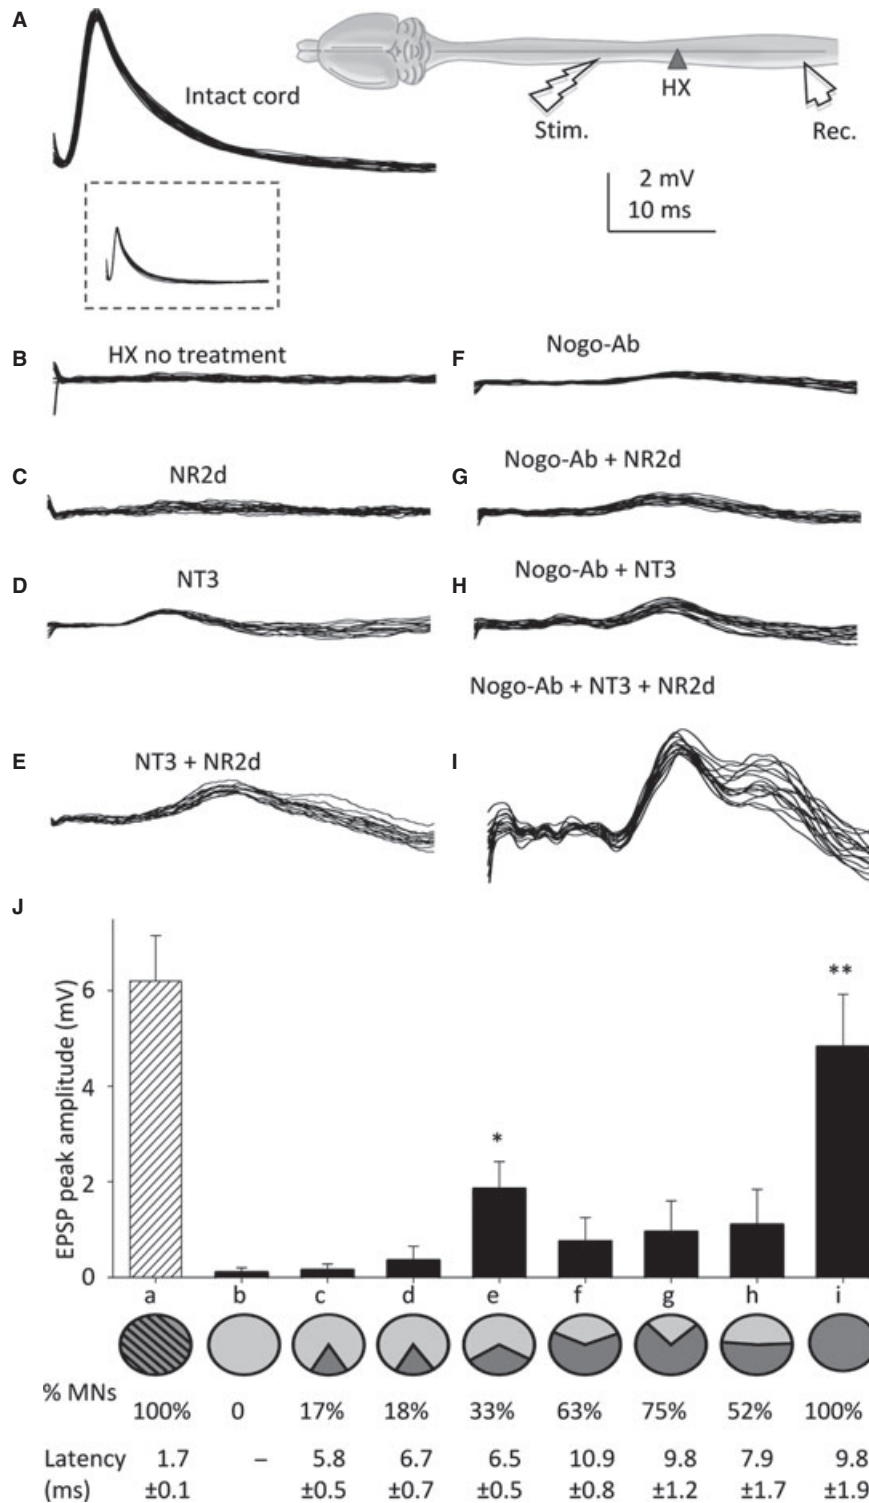 A
Intact cord
HX
Stim.
Rec.
2 mV
10 ms
B
HX no treatment
F
Nogo-Ab
C
NR2d
G
Nogo-Ab + NR2d
D
NT3
H
Nogo-Ab + NT3
Nogo-Ab + NT3 + NR2d
E
NT3 + NR2d
I
J
EPSP peak amplitude (mV)
6
4
2
0
*
**
a b c d e f g h i
% MNs
100% 0 17% 18% 33% 63% 75% 52% 100%
Latency 1.7 – 5.8 6.7 6.5 10.9 9.8 7.9 9.8
(ms) ±0.1 ±0.5 ±0.7 ±0.5 ±0.8 ±1.2 ±1.7 ±1.9